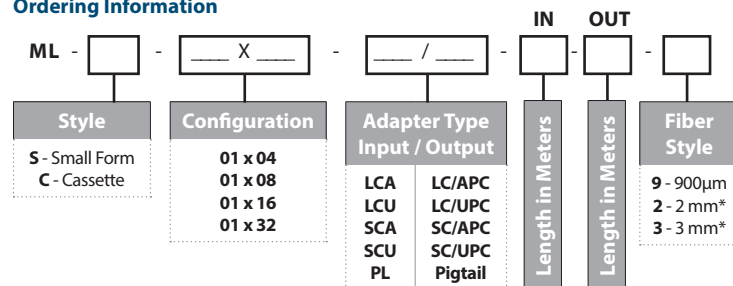 Ordering Information
IN OUT
ML - - ____ X ____ - ____ / ____ - - -
Style
S - Small Form
C - Cassette
Configuration
01 x 04
01 x 08
01 x 16
01 x 32
Adapter Type
Input / Output
LCA LC/APC
LCU LC/UPC
SCA SC/APC
SCU SC/UPC
PL Pigtail
Length in Meters
Length in Meters
Fiber
Style
9 - 900µm
2 - 2 mm*
3 - 3 mm*